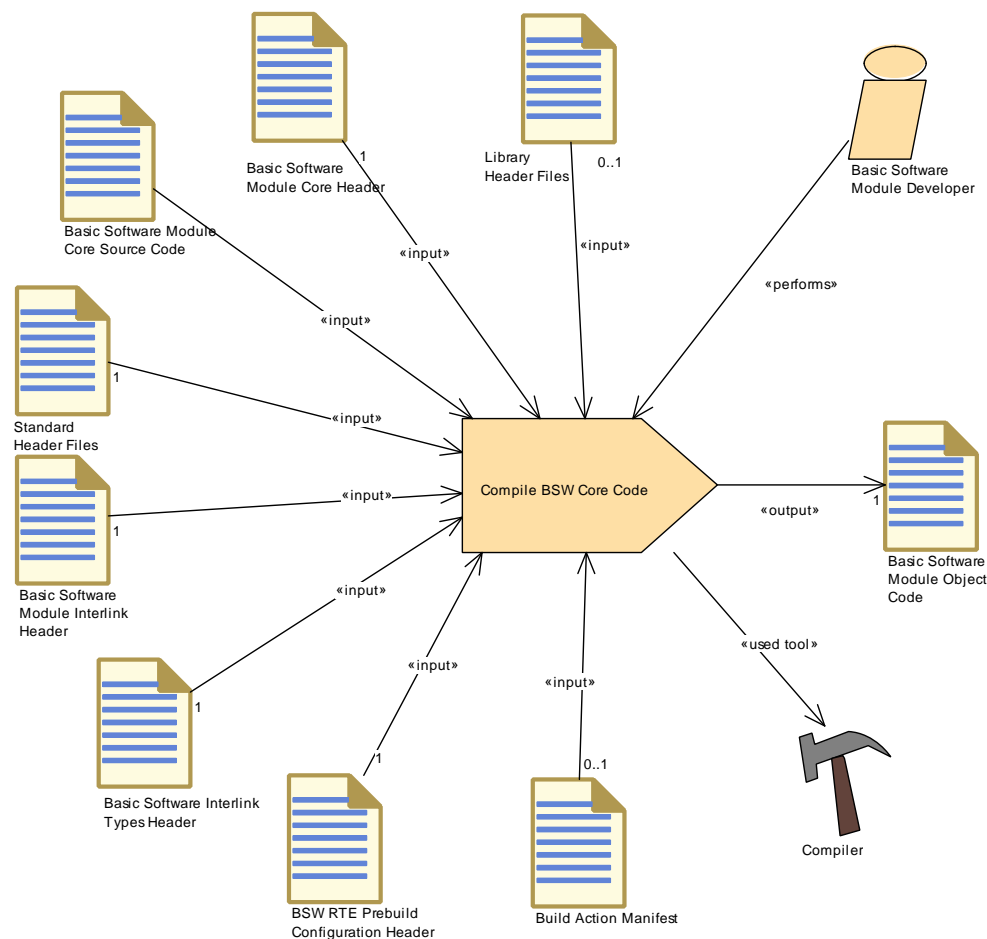 1
Basic Software
Module Core Header
Library
Header Files
0..1
Basic Software
Module Developer
Basic Software Module
Core Source Code
«input»
«input»
«performs»
«input»
1
Standard
Header Files
«input»
Compile BSW Core Code
«input»
1
«output»
1
Basic Software
Module Object
Code
Basic Software
Module Interlink
Header
«input»
«used tool»
«input»
«input»
1
1
0..1
Basic Software Interlink
Types Header
Compiler
BSW RTE Prebuild
Configuration Header
Build Action Manifest